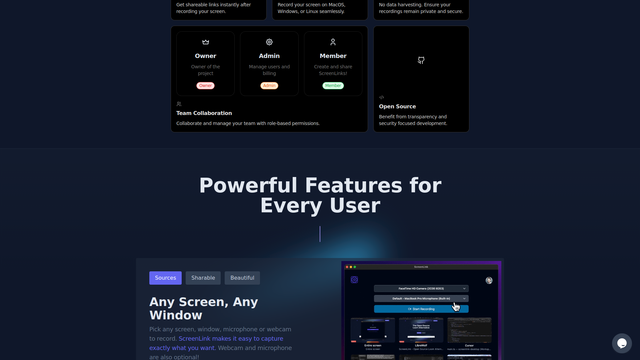 Get shareable links instantly after
recording your screen.
Record your screen on MacOS,
Windows, or Linux seamlessly.
No data harvesting. Ensure your
recordings remain private and secure.
Owner
Owner of the
project
Owner
Admin
Manage users and
billing
Admin
Member
Create and share
ScreenLinks!
Member
Team Collaboration
Collaborate and manage your team with role-based permissions.
Open Source
Benefit from transparency and
security focused development.
Powerful Features for
Every User
Sources
Shareable
Beautiful
Any Screen, Any
Window
Pick any screen, window, microphone or webcam
to record. ScreenLink makes it easy to capture
exactly what you want. Webcam and microphone
are also optional!
Start Recording